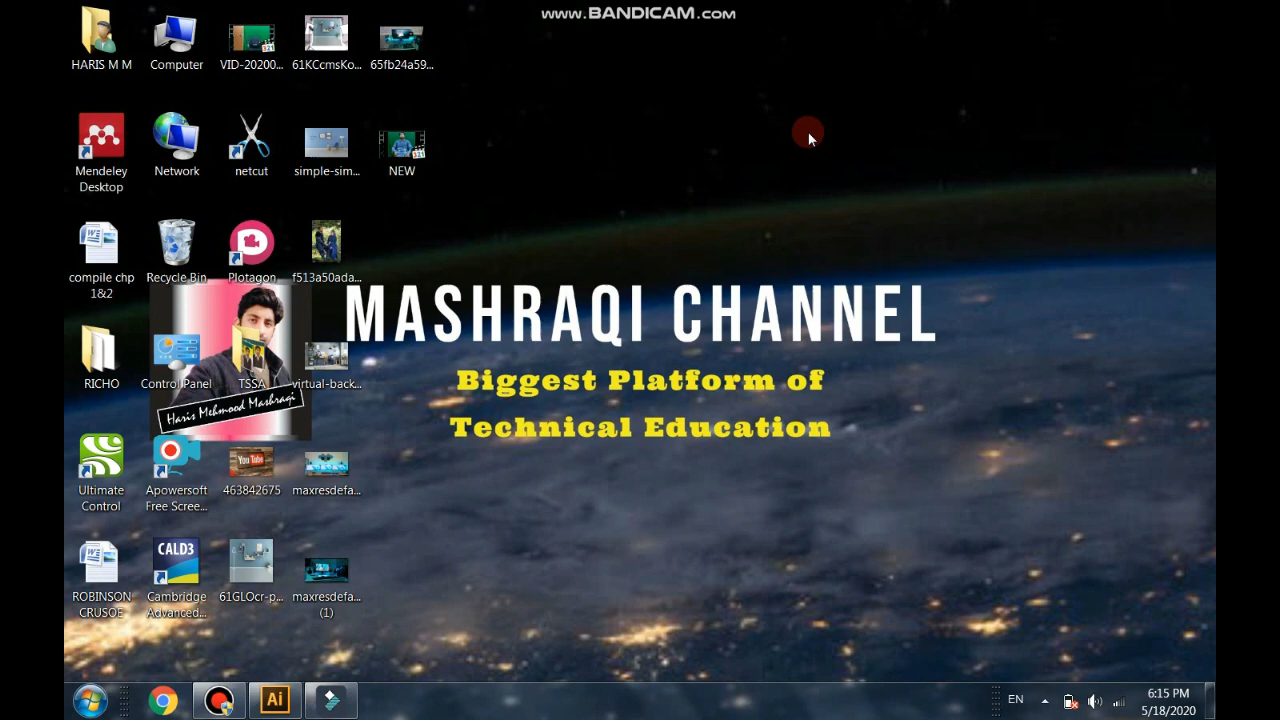 www.BANDICAM.com
HARIS M M
Computer
VID-20200...
61KCcmsKo...
65fb24a59...
Mendeley
Desktop
Network
netcut
simple-sim...
NEW
compile chp
1&2
Recycle Bin
Plotagon
f513a50ada...
MASHRAQI CHANNEL
Biggest Platform of
Technical Education
RICHO
Control Panel
TSSA
virtual-back...
Haris Mehmood Mashraqi
You Tube
Ultimate
Control
Apowersoft
Free Scree...
463842675
maxresdefa...
CALD3
ROBINSON
CRUSOE
Cambridge
Advanced...
61GLOcr-p...
maxresdefa...
(1)
Ai
EN
6:15 PM
5/18/2020